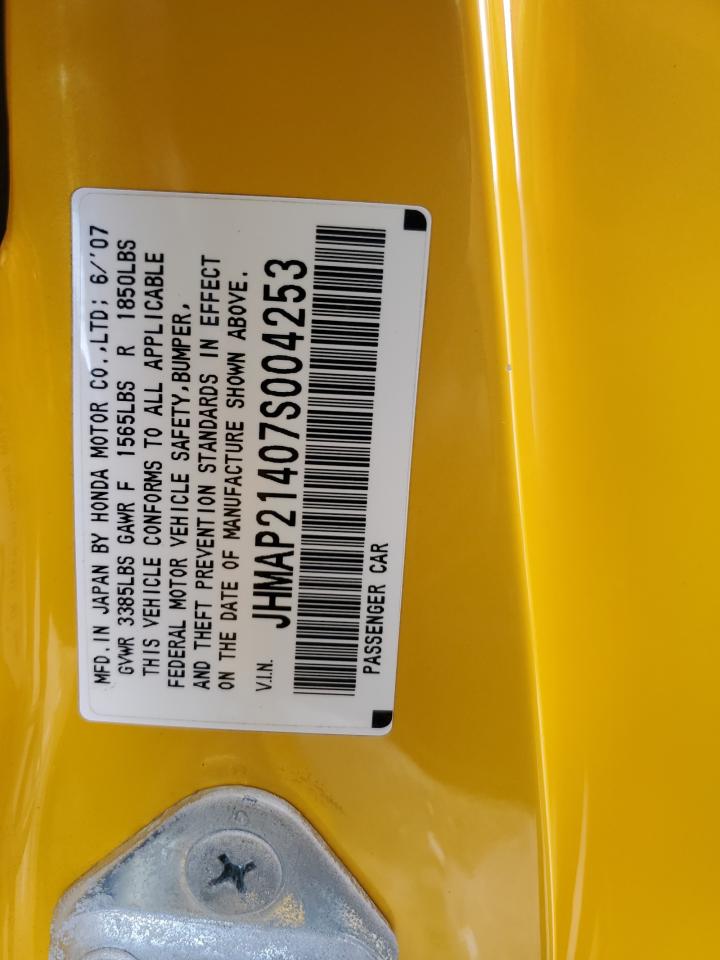 MFD. IN JAPAN BY HONDA MOTOR CO.,LTD; 6/'07
GVWR 3385LBS GAWR F 1565LBS R 1850LBS
THIS VEHICLE CONFORMS TO ALL APPLICABLE
FEDERAL MOTOR VEHICLE SAFETY,BUMPER,
AND THEFT PREVENTION STANDARDS IN EFFECT
ON THE DATE OF MANUFACTURE SHOWN ABOVE.
V.I.N. JHMAP21407S004253
PASSENGER CAR